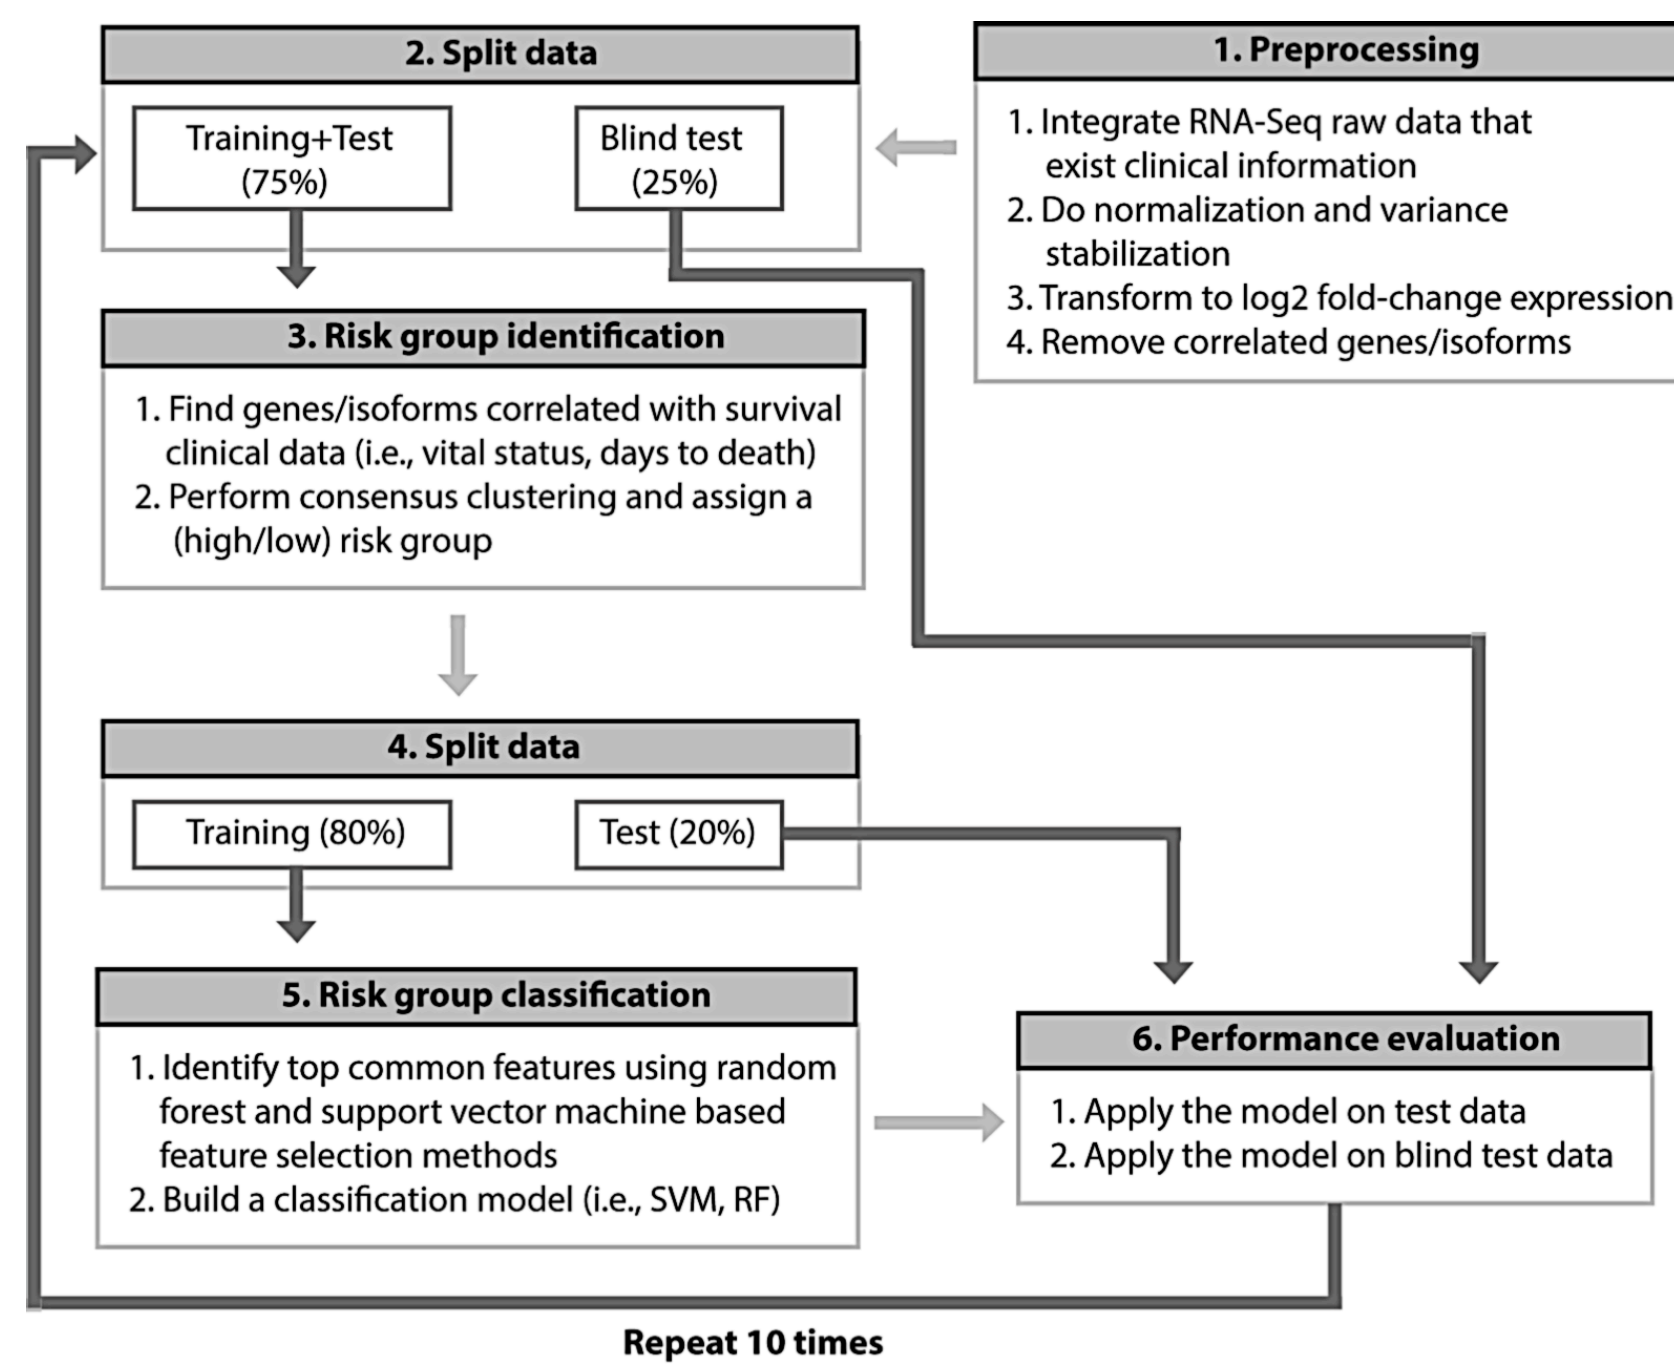 1. Preprocessing
1. Integrate RNA-Seq raw data that
exist clinical information
2. Do normalization and variance
stabilization
3. Transform to log2 fold-change expression
4. Remove correlated genes/isoforms
2. Split data
Training+Test
(75%)
Blind test
(25%)
3. Risk group identification
1. Find genes/isoforms correlated with survival
clinical data (i.e., vital status, days to death)
2. Perform consensus clustering and assign a
(high/low) risk group
4. Split data
Training (80%)
Test (20%)
5. Risk group classification
1. Identify top common features using random
forest and support vector machine based
feature selection methods
2. Build a classification model (i.e., SVM, RF)
6. Performance evaluation
1. Apply the model on test data
2. Apply the model on blind test data
Repeat 10 times